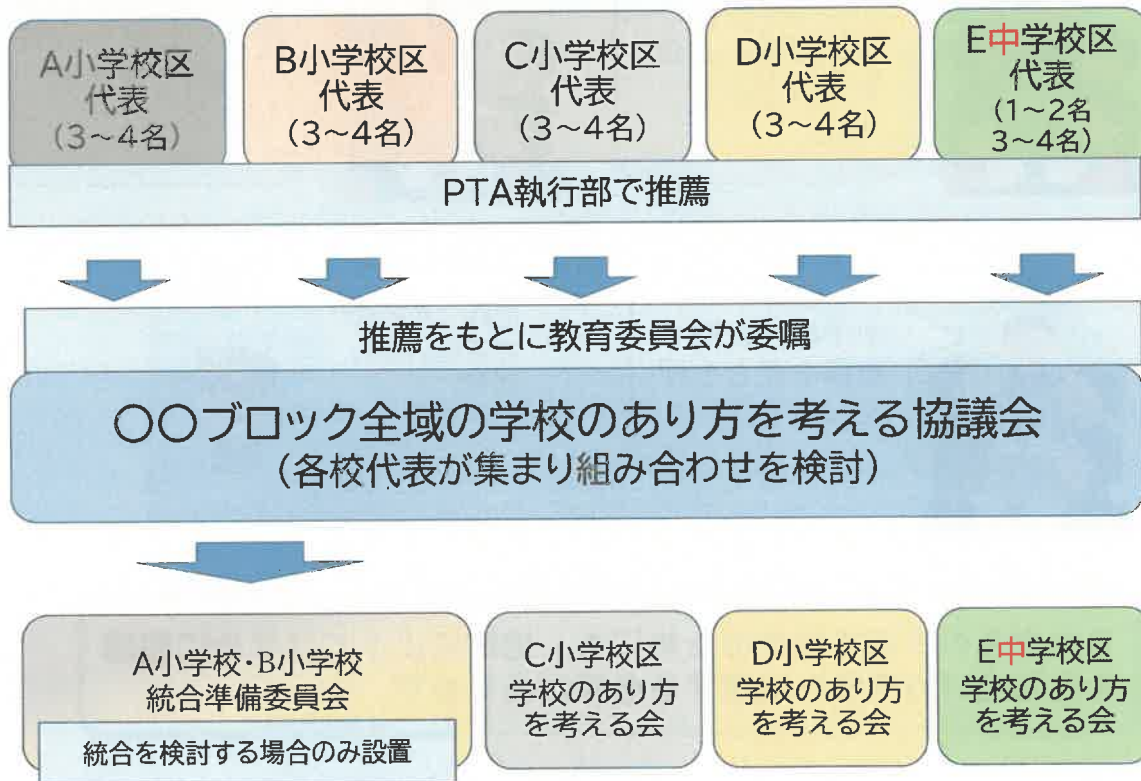 A小学校区
代表
(3～4名)
B小学校区
代表
(3～4名)
C小学校区
代表
(3～4名)
D小学校区
代表
(3～4名)
E中学校区
代表
(1～2名
3～4名)
PTA執行部で推薦
推薦をもとに教育委員会が委嘱
〇〇ブロック全域の学校のあり方を考える協議会
(各校代表が集まり組み合わせを検討)
A小学校・B小学校
統合準備委員会
統合を検討する場合のみ設置
C小学校区
学校のあり方
を考える会
D小学校区
学校のあり方
を考える会
E中学校区
学校のあり方
を考える会